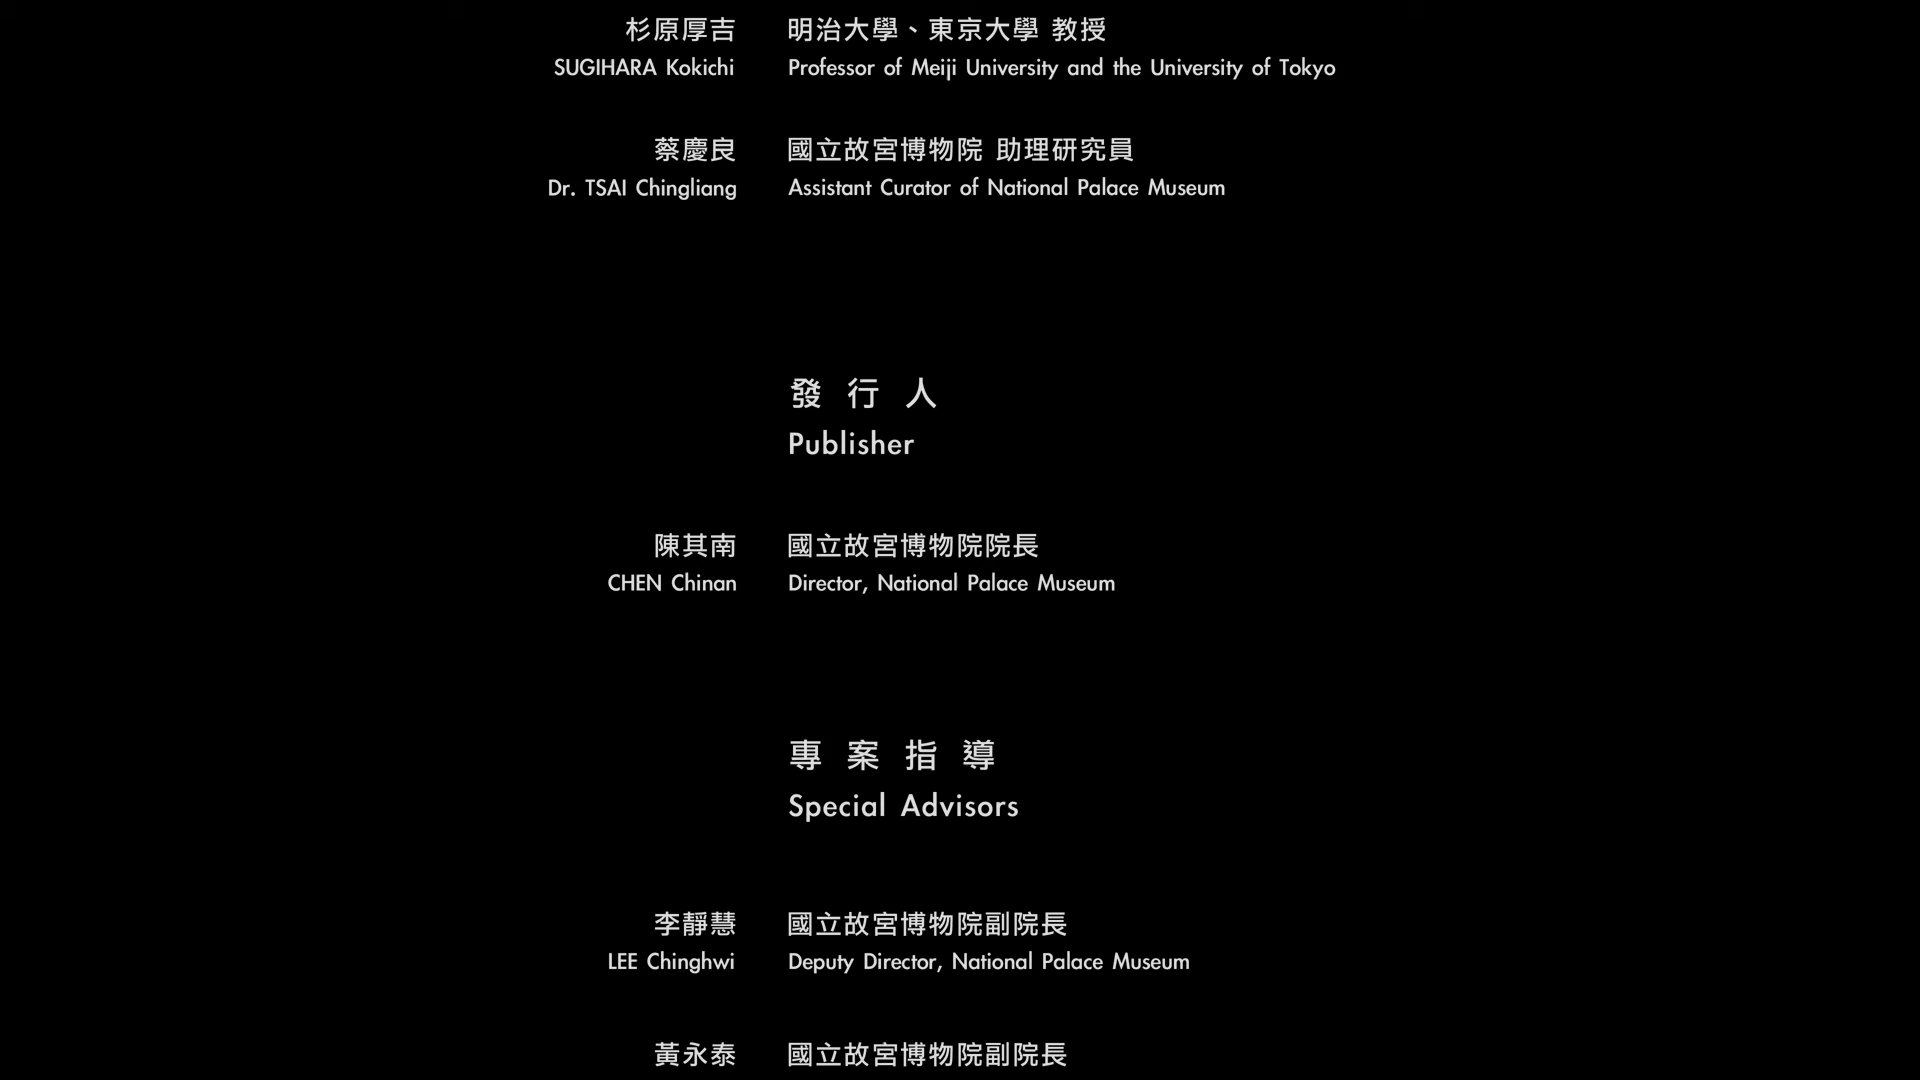 杉原厚吉 明治大學、東京大學 教授
SUGIHARA Kokichi Professor of Meiji University and the University of Tokyo
蔡慶良 國立故宮博物院 助理研究員
Dr. TSAI Chingliang Assistant Curator of National Palace Museum
發行人
Publisher
陳其南 國立故宮博物院院長
CHEN Chinan Director, National Palace Museum
專案指導
Special Advisors
李靜慧 國立故宮博物院副院長
LEE Chinghwi Deputy Director, National Palace Museum
黃永泰 國立故宮博物院副院長